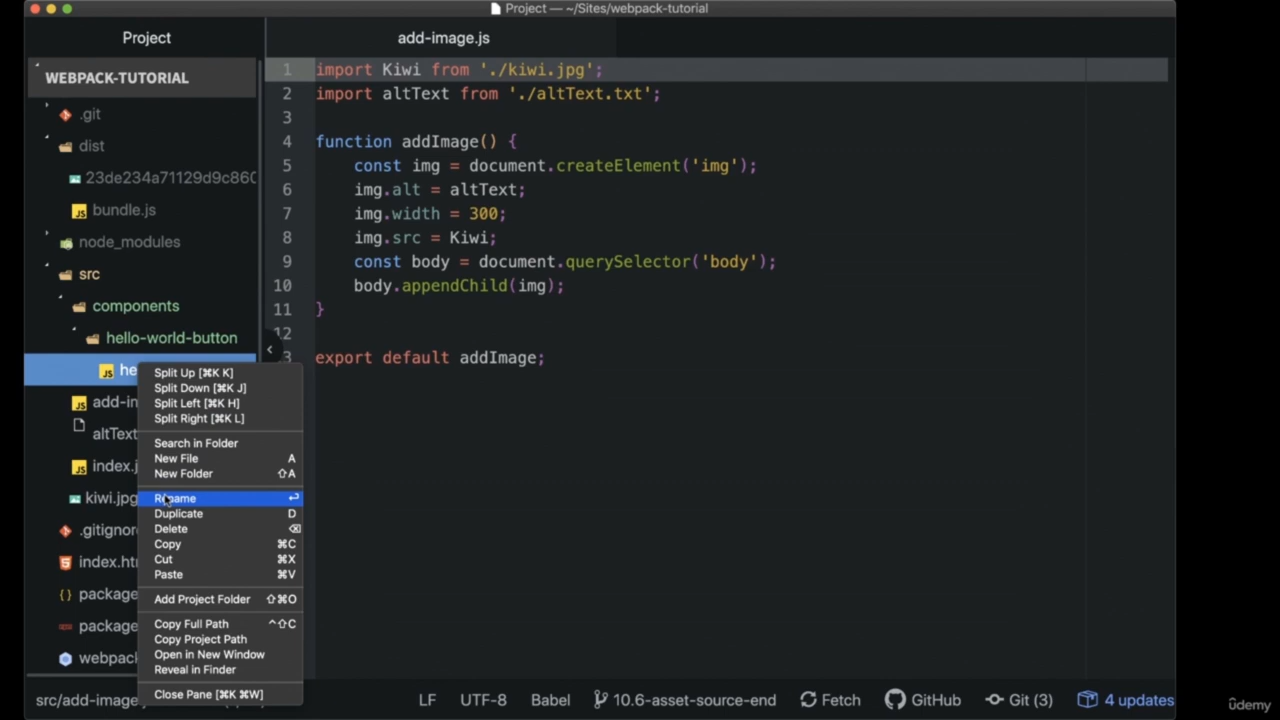 Project — ~/Sites/webpack-tutorial
Project
add-image.js
WEBPACK-TUTORIAL
.git
dist
23de234a71129d9c860
bundle.js
node_modules
src
components
hello-world-button
he
add-in
altText
index.j
kiwi.jpg
.gitignor
index.htr
package
package
webpack
1 import Kiwi from './kiwi.jpg';
2 import altText from './altText.txt';
3
4 function addImage() {
5 const img = document.createElement('img');
6 img.alt = altText;
7 img.width = 300;
8 img.src = Kiwi;
9 const body = document.querySelector('body');
10 body.appendChild(img);
11 }
12
3 export default addImage;
Split Up [⌘K K]
Split Down [⌘K J]
Split Left [⌘K H]
Split Right [⌘K L]
Search in Folder
New File A
New Folder ⇧A
Rename ↩
Duplicate D
Delete ⌫
Copy ⌘C
Cut ⌘X
Paste ⌘V
Add Project Folder ⇧⌘O
Copy Full Path ^⇧C
Copy Project Path
Open in New Window
Reveal in Finder
Close Pane [⌘K ⌘W]
src/add-image
LF UTF-8 Babel 10.6-asset-source-end Fetch GitHub Git (3) 4 updates
ûdemy